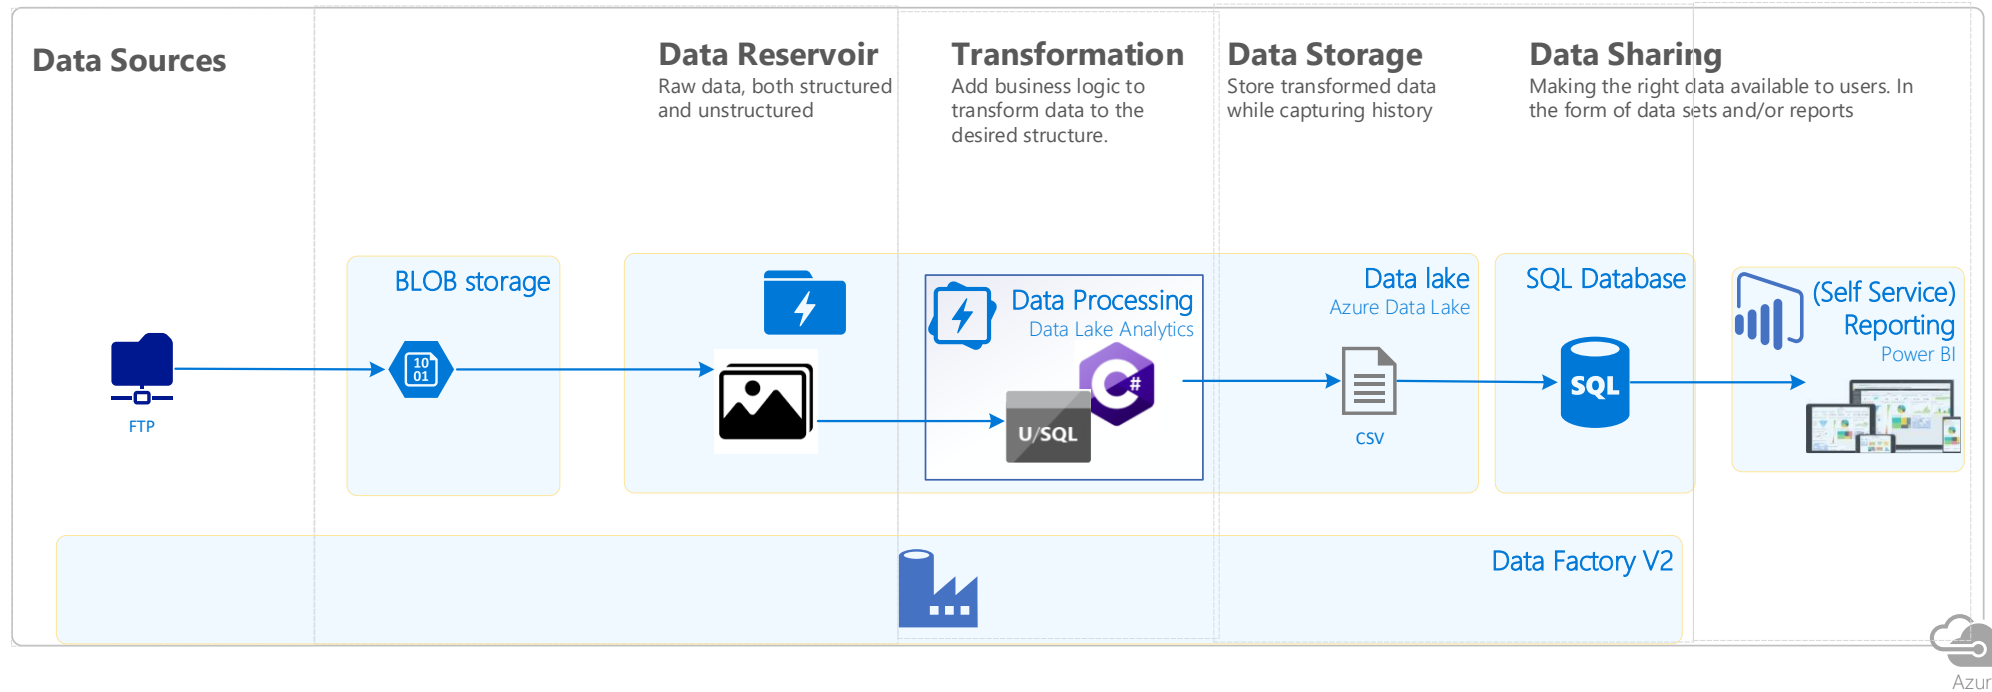 Data Sources
Data Reservoir
Raw data, both structured
and unstructured
Transformation
Add business logic to
transform data to the
desired structure.
Data Storage
Store transformed data
while capturing history
Data Sharing
Making the right data available to users. In
the form of data sets and/or reports
FTP
BLOB storage
10
01
Data Processing
Data Lake Analytics
C#
U/SQL
Data lake
Azure Data Lake
CSV
SQL Database
SQL
(Self Service)
Reporting
Power BI
Data Factory V2
Azur